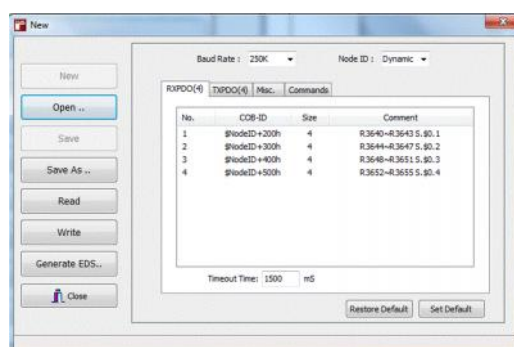 New
Baud Rate : 250K
Node ID : Dynamic
New
Open ..
Save
Save As ..
Read
Write
Generate EDS..
Close
RXPDO(4) TXPDO(4) Misc. Commands
No. COB-ID Size Comment
1 $NodeID+200h 4 R3640~R3643 S.$0.1
2 $NodeID+300h 4 R3644~R3647 S.$0.2
3 $NodeID+400h 4 R3648~R3651 S.$0.3
4 $NodeID+500h 4 R3652~R3655 S.$0.4
Timeout Time: 1500 mS
Restore Default Set Default